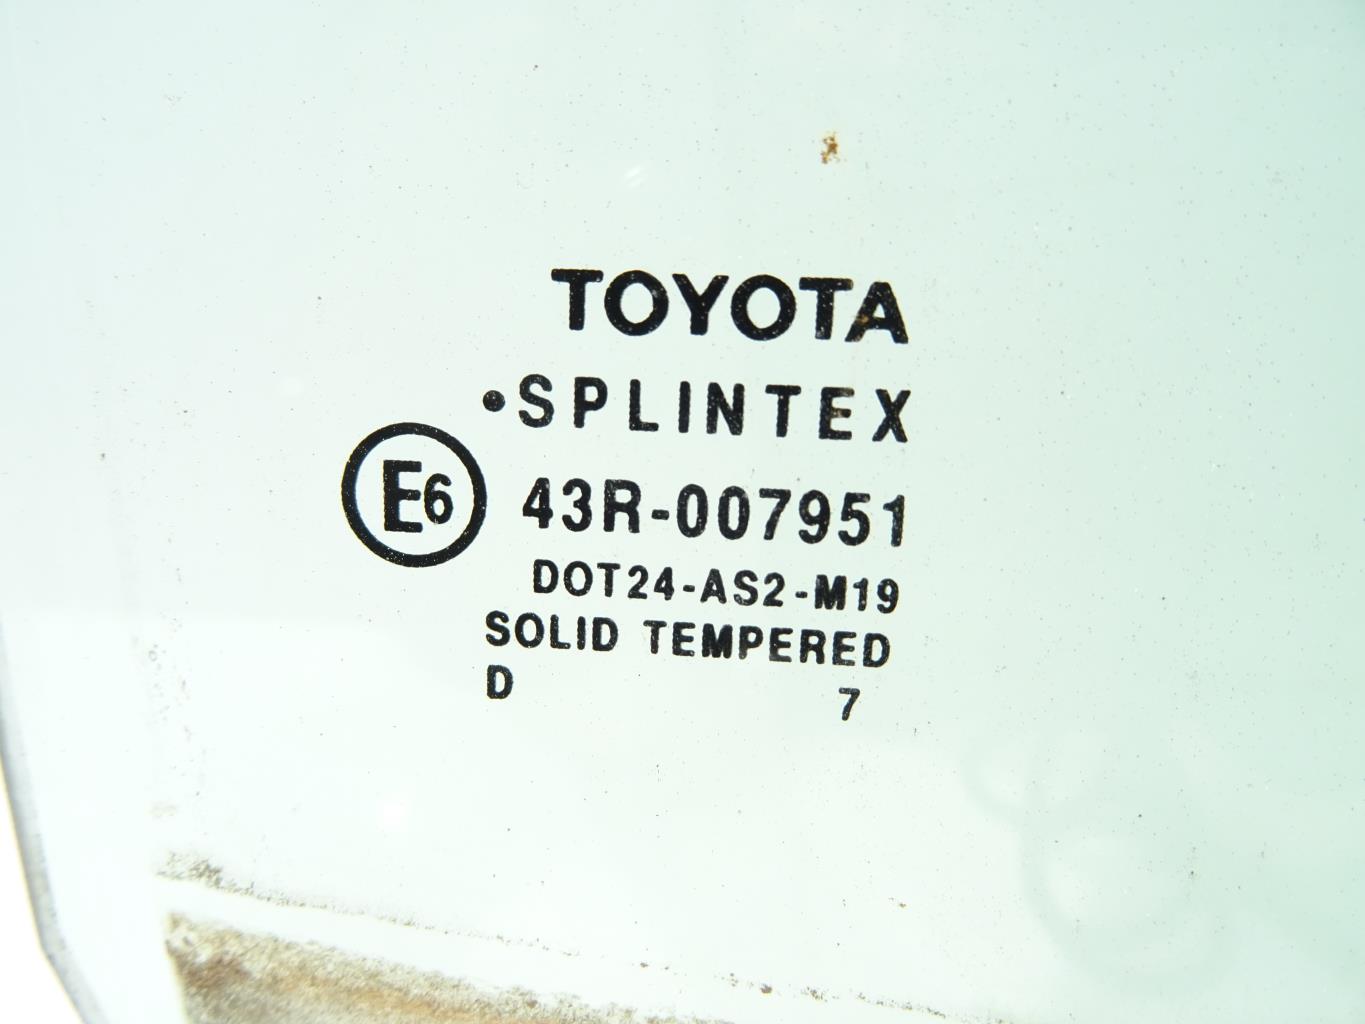 TOYOTA
•SPLINTEX
E6 43R-007951
DOT24-AS2-M19
SOLID TEMPERED
D 7